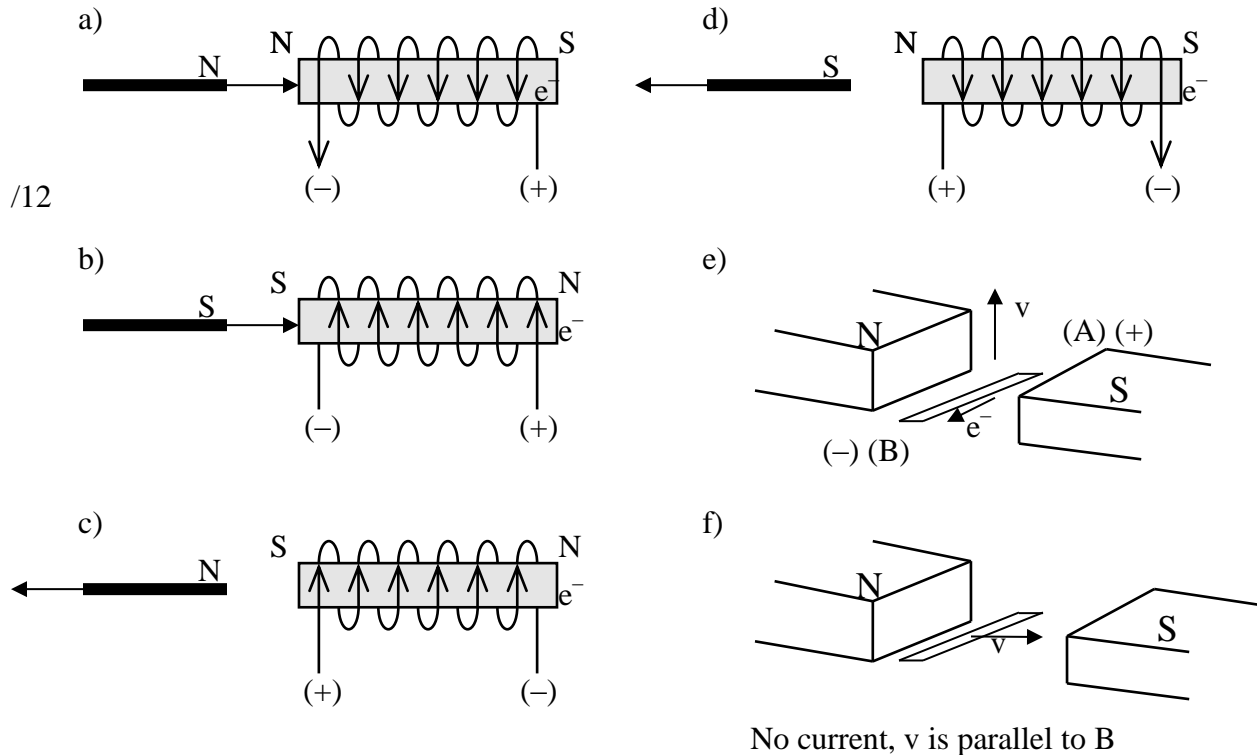 a)
N
S
N
e⁻
(–)
(+)
/12
b)
S
N
S
e⁻
(–)
(+)
c)
S
N
N
e⁻
(+)
(–)
d)
N
S
S
e⁻
(+)
(–)
e)
v
N
(A) (+)
S
e⁻
(–) (B)
f)
N
S
v
No current, v is parallel to B